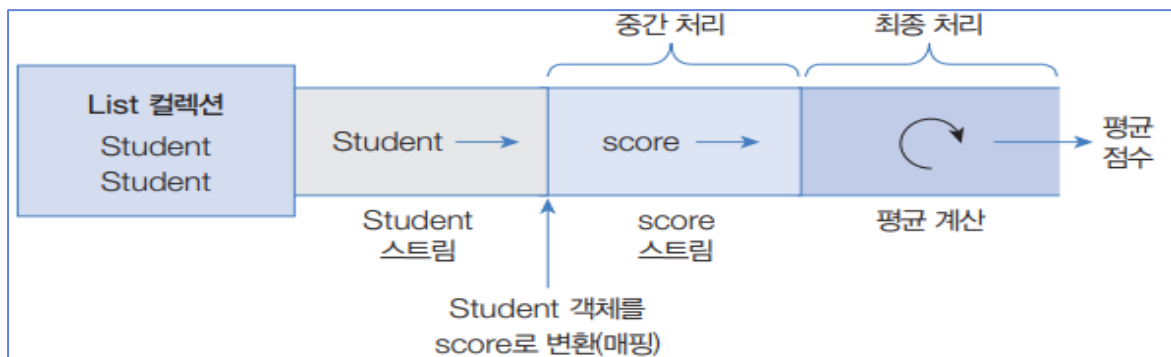 중간 처리
최종 처리
List 컬렉션
Student
Student
Student
score
평균
점수
Student
스트림
score
스트림
평균 계산
Student 객체를
score로 변환(매핑)